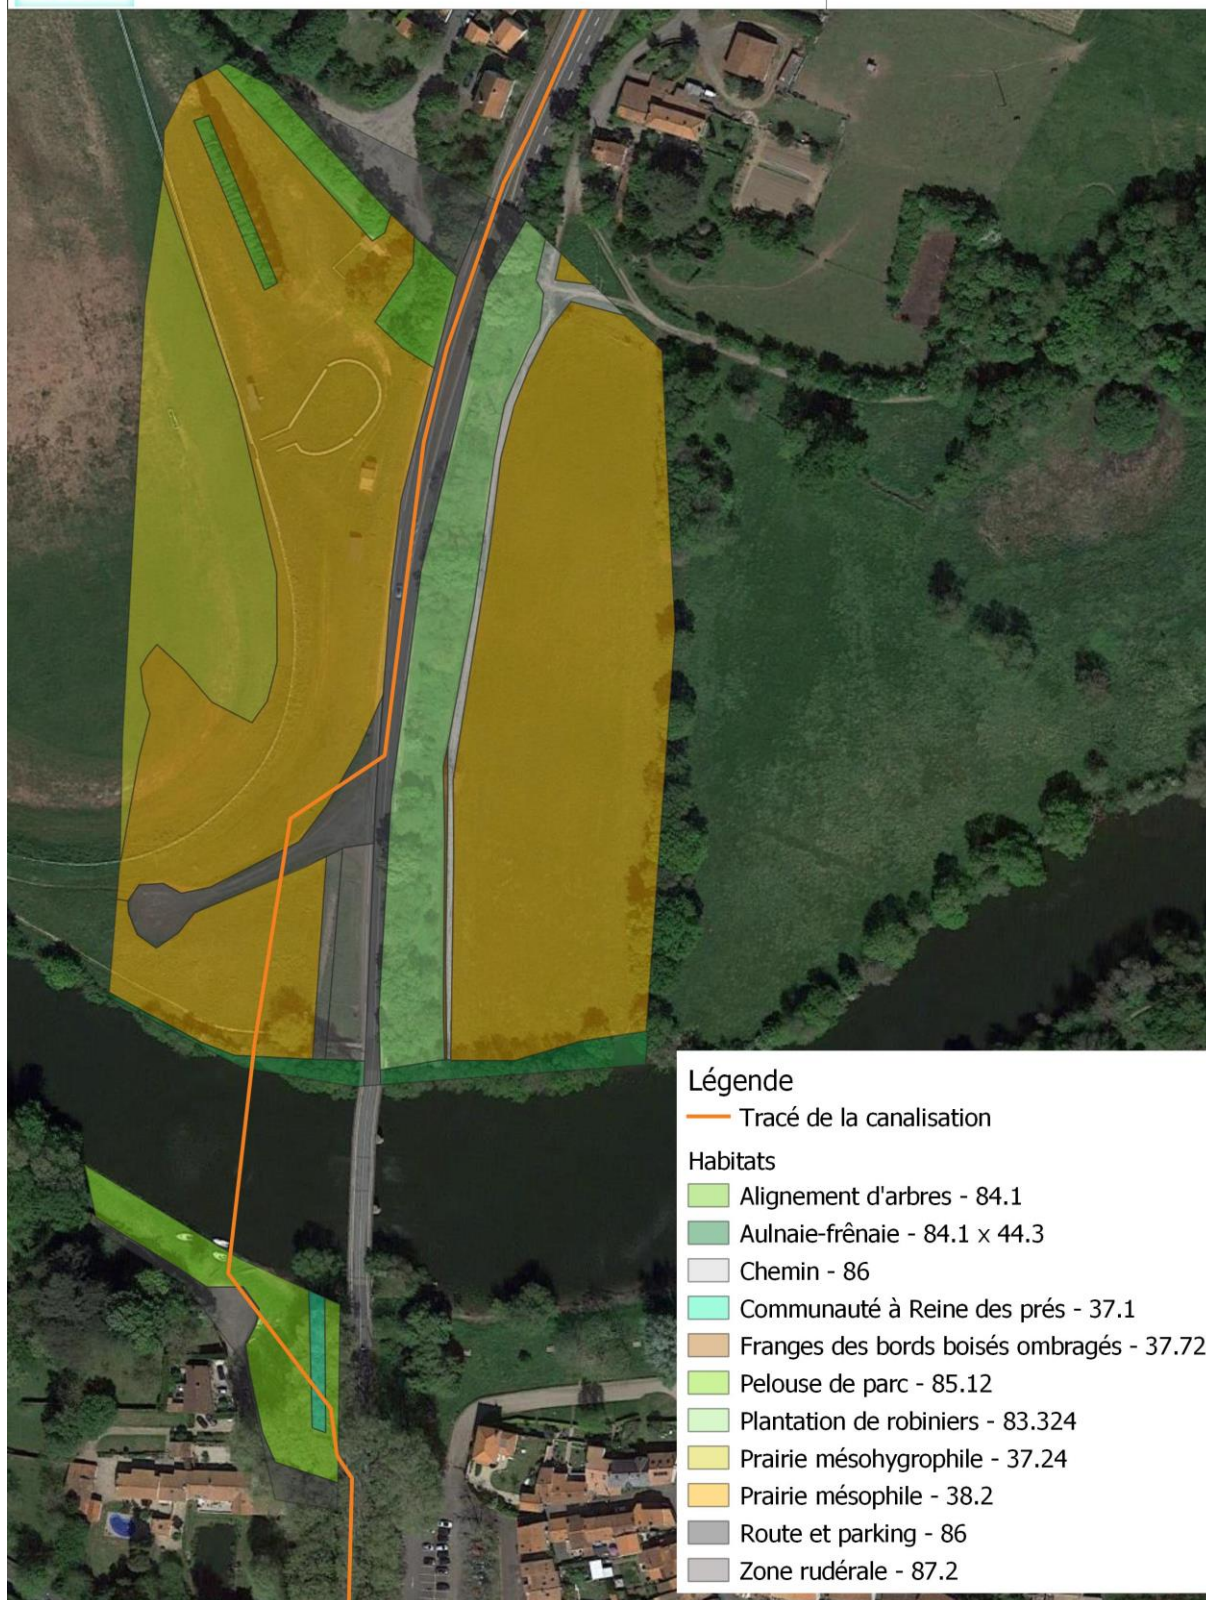 Légende
Tracé de la canalisation
Habitats
Alignement d'arbres - 84.1
Aulnaie-frênaie - 84.1 x 44.3
Chemin - 86
Communauté à Reine des prés - 37.1
Franges des bords boisés ombragés - 37.72
Pelouse de parc - 85.12
Plantation de robiniers - 83.324
Prairie mésohygrophile - 37.24
Prairie mésophile - 38.2
Route et parking - 86
Zone rudérale - 87.2